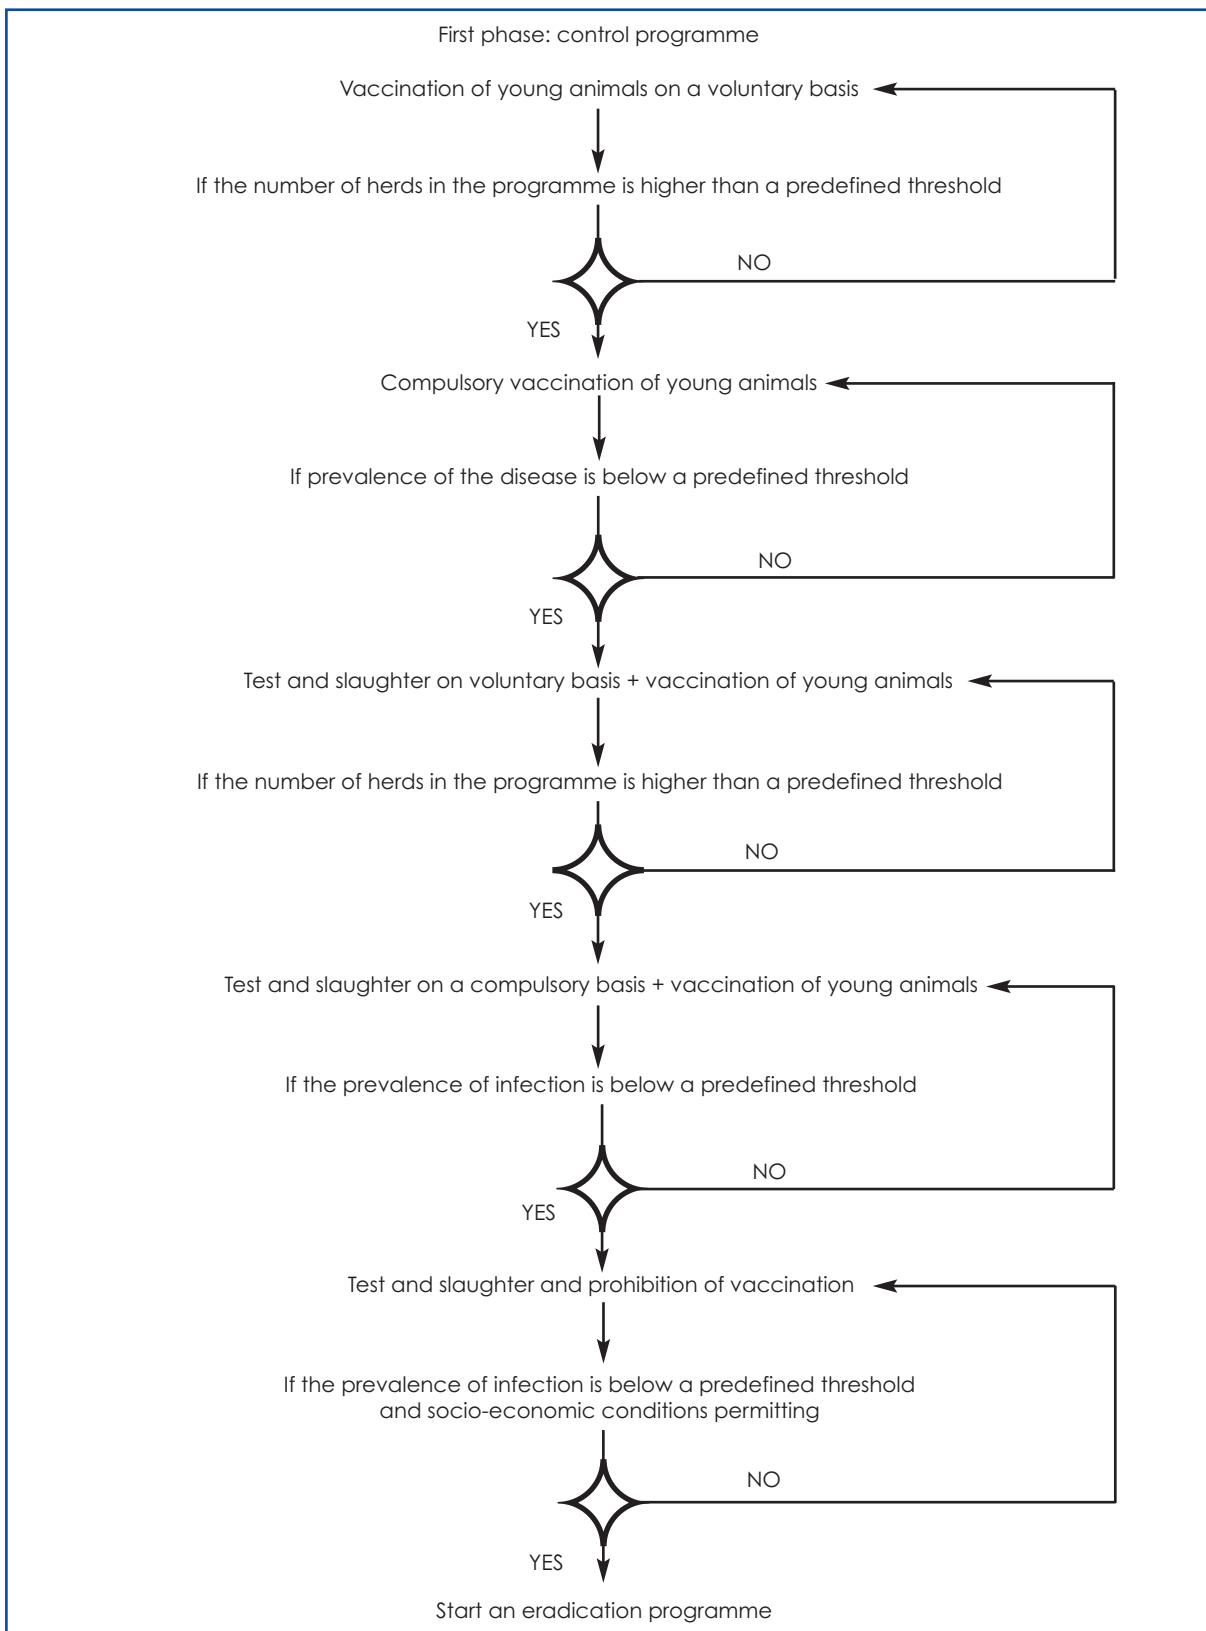 First phase: control programme
Vaccination of young animals on a voluntary basis
If the number of herds in the programme is higher than a predefined threshold
NO
YES
Compulsory vaccination of young animals
If prevalence of the disease is below a predefined threshold
NO
YES
Test and slaughter on voluntary basis + vaccination of young animals
If the number of herds in the programme is higher than a predefined threshold
NO
YES
Test and slaughter on a compulsory basis + vaccination of young animals
If the prevalence of infection is below a predefined threshold
NO
YES
Test and slaughter and prohibition of vaccination
If the prevalence of infection is below a predefined threshold
and socio-economic conditions permitting
NO
YES
Start an eradication programme